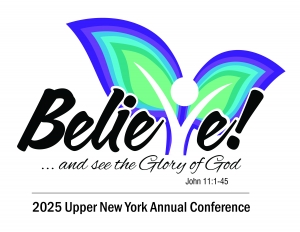 Believe!
... and see the Glory of God
John 11:1-45
2025 Upper New York Annual Conference